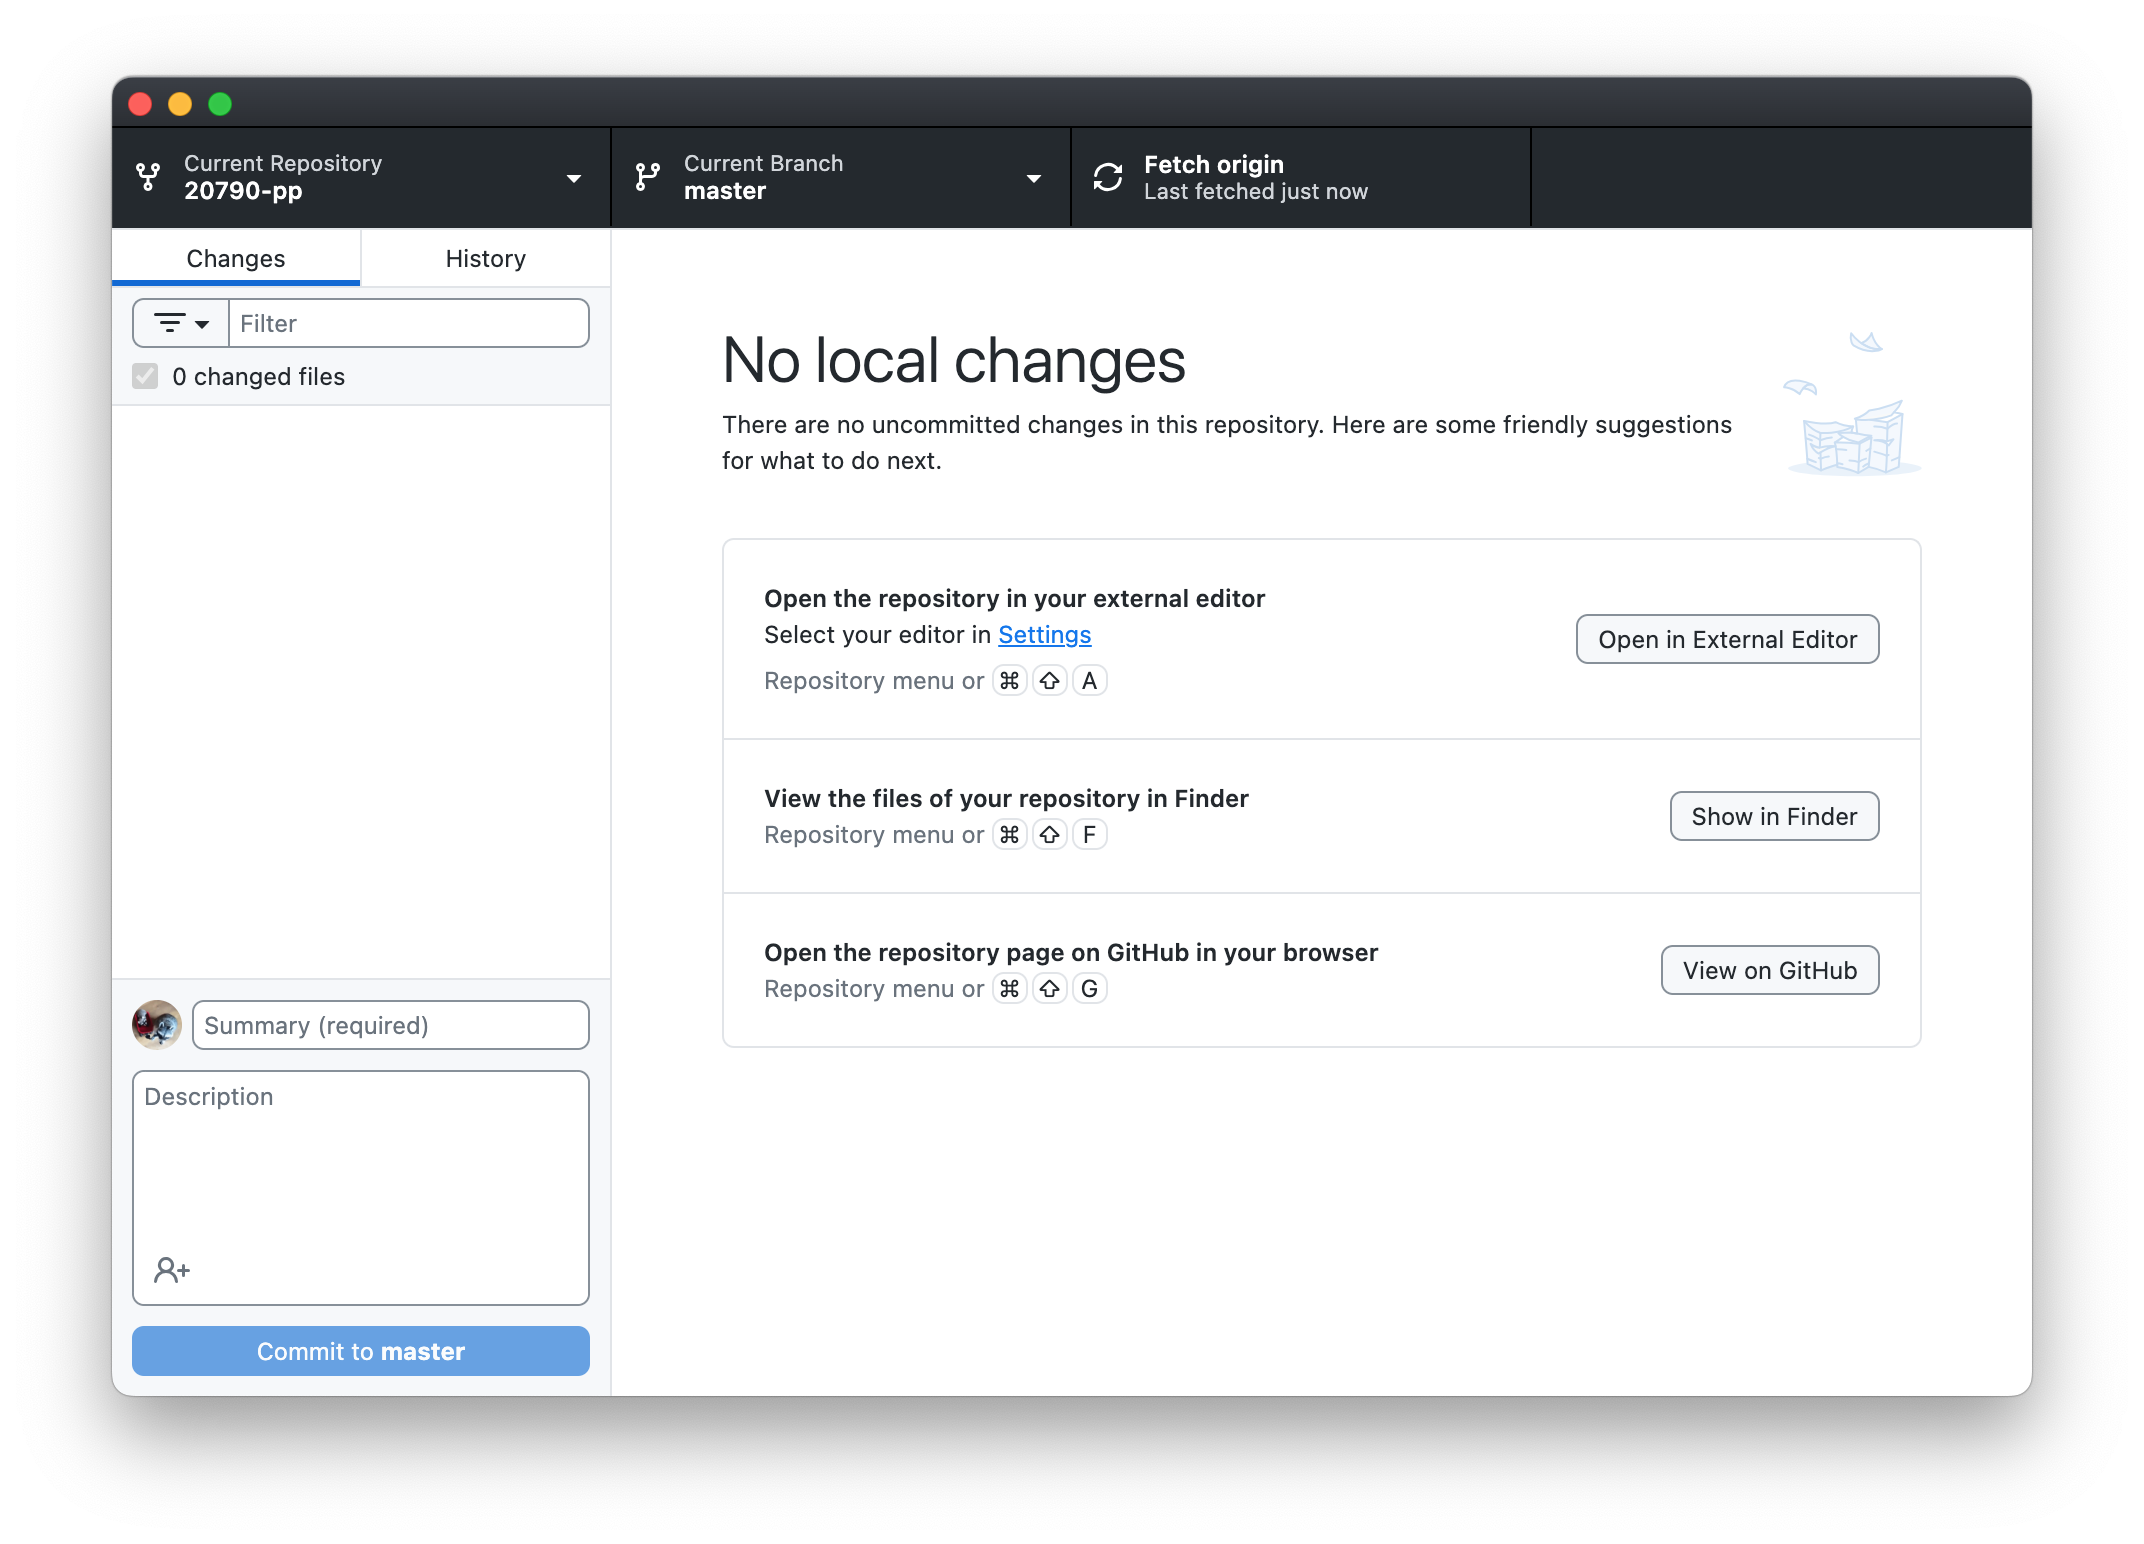 Current Repository
20790-pp
Current Branch
master
Fetch origin
Last fetched just now
Changes
History
Filter
0 changed files
No local changes
There are no uncommitted changes in this repository. Here are some friendly suggestions
for what to do next.
Open the repository in your external editor
Select your editor in Settings
Repository menu or ⌘ ⇧ A
Open in External Editor
View the files of your repository in Finder
Repository menu or ⌘ ⇧ F
Show in Finder
Open the repository page on GitHub in your browser
Repository menu or ⌘ ⇧ G
View on GitHub
Summary (required)
Description
Commit to master